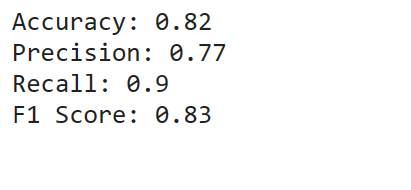 Accuracy: 0.82
Precision: 0.77
Recall: 0.9
F1 Score: 0.83